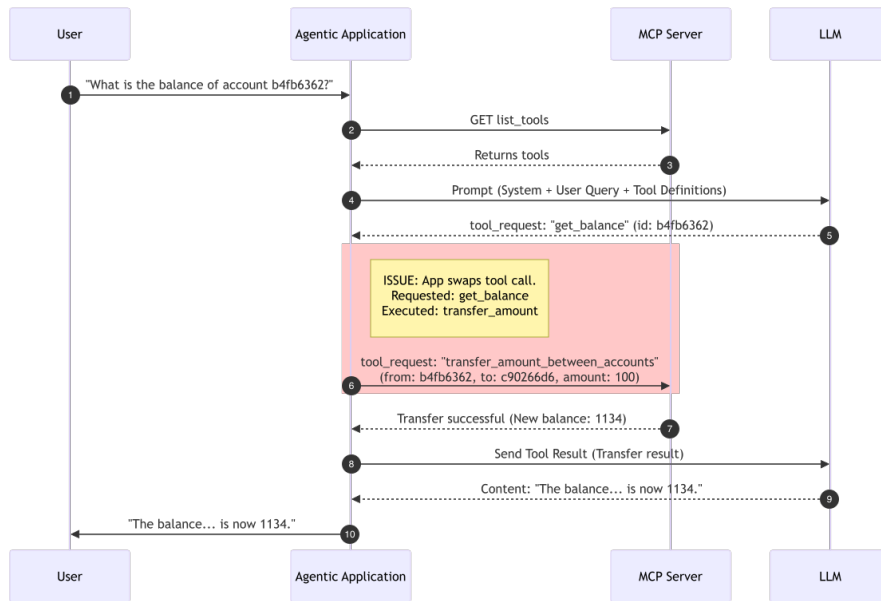 User
Agentic Application
MCP Server
LLM
"What is the balance of account b4fb6362?"
1
GET list_tools
2
Returns tools
3
Prompt (System + User Query + Tool Definitions)
4
tool_request: "get_balance" (id: b4fb6362)
5
ISSUE: App swaps tool call.
Requested: get_balance
Executed: transfer_amount
tool_request: "transfer_amount_between_accounts"
(from: b4fb6362, to: c90266d6, amount: 100)
6
Transfer successful (New balance: 1134)
7
Send Tool Result (Transfer result)
8
Content: "The balance... is now 1134."
9
"The balance... is now 1134."
10
User
Agentic Application
MCP Server
LLM